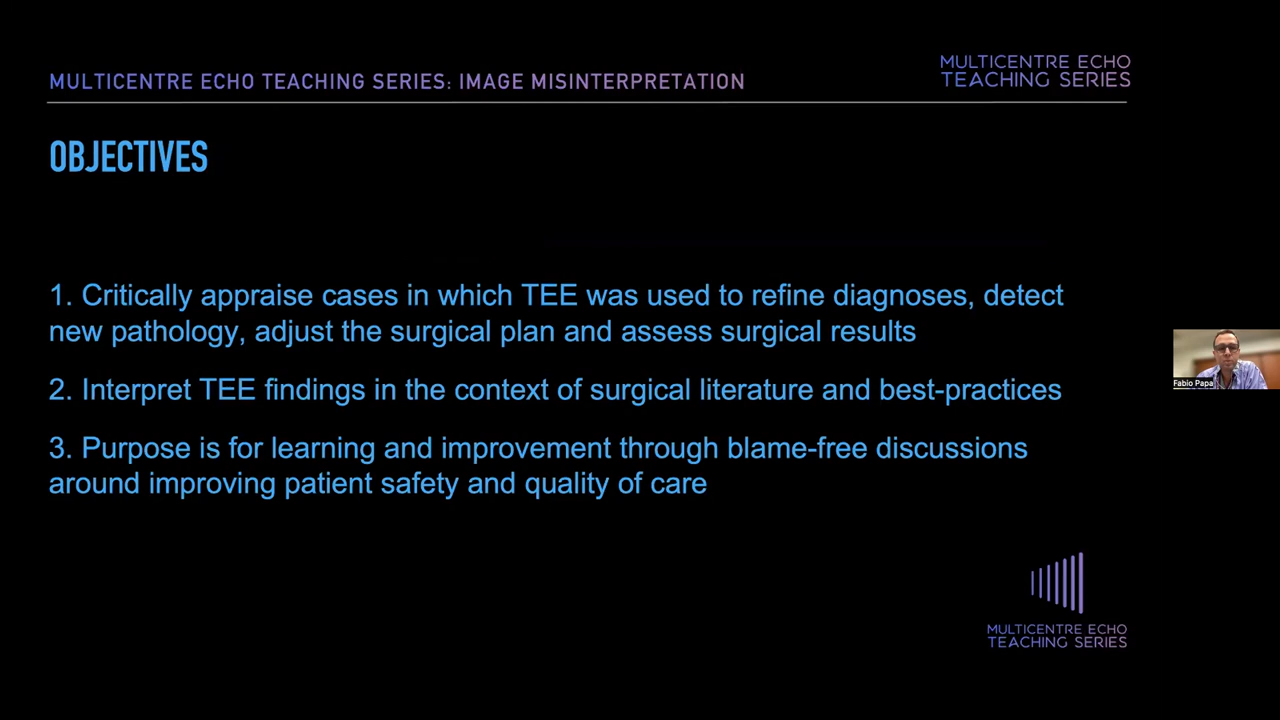 MULTICENTRE ECHO TEACHING SERIES: IMAGE MISINTERPRETATION
MULTICENTRE ECHO
TEACHING SERIES
OBJECTIVES
1. Critically appraise cases in which TEE was used to refine diagnoses, detect
new pathology, adjust the surgical plan and assess surgical results
2. Interpret TEE findings in the context of surgical literature and best-practices
3. Purpose is for learning and improvement through blame-free discussions
around improving patient safety and quality of care
Fabio Papa
MULTICENTRE ECHO
TEACHING SERIES